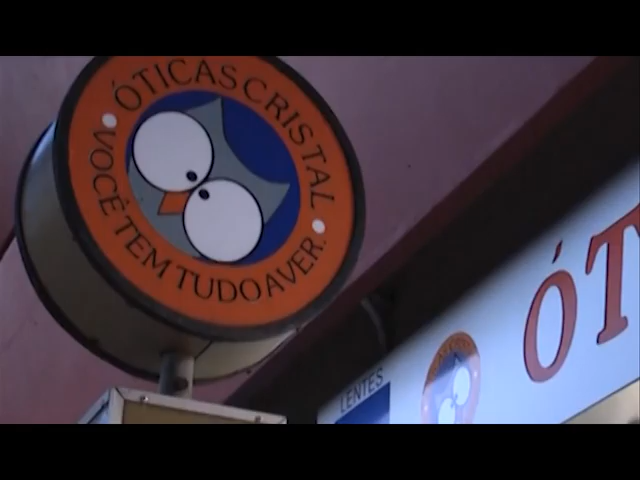 ÓTICAS CRISTAL
VOCÊ TEM TUDO A VER.
LENTES
ÓT